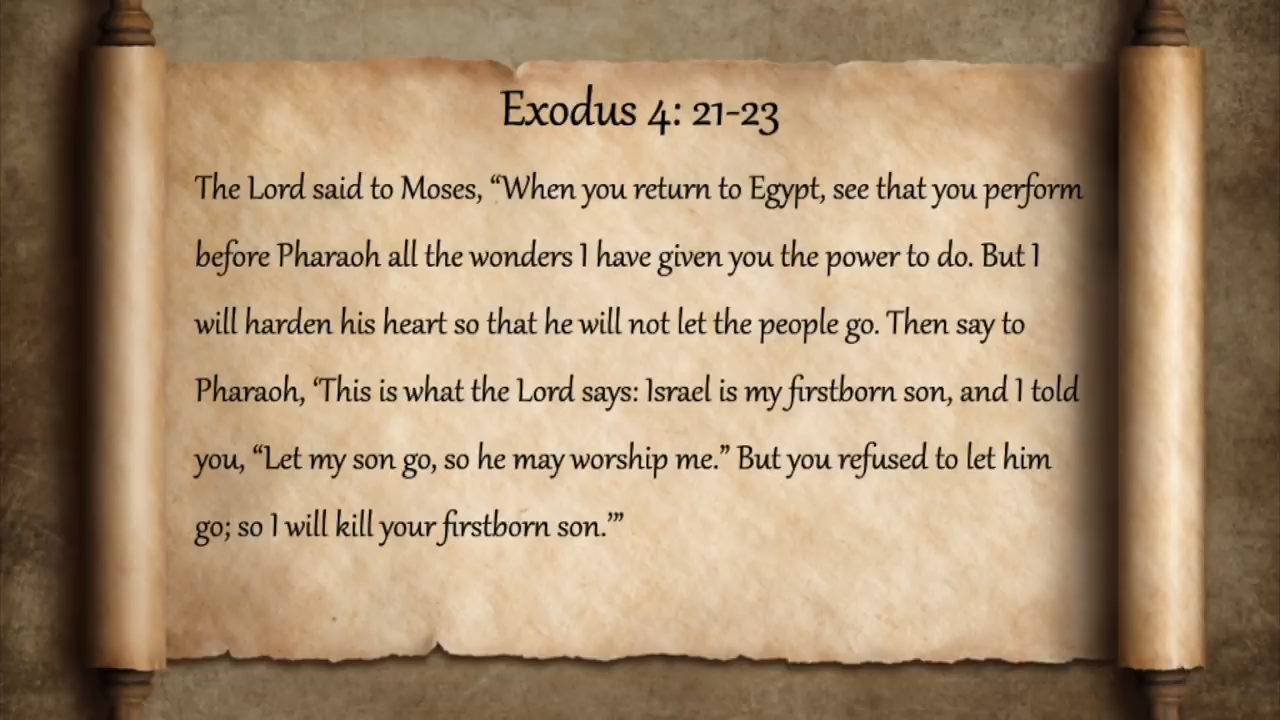 Exodus 4: 21-23
The Lord said to Moses, “When you return to Egypt, see that you perform
before Pharaoh all the wonders I have given you the power to do. But I
will harden his heart so that he will not let the people go. Then say to
Pharaoh, ‘This is what the Lord says: Israel is my firstborn son, and I told
you, “Let my son go, so he may worship me.” But you refused to let him
go; so I will kill your firstborn son.’”